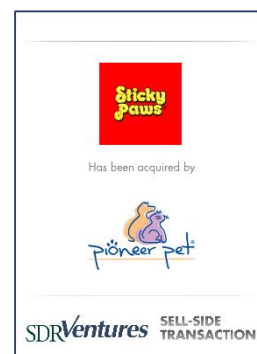 Sticky
Paws
Has been acquired by
pioneer pet
SDRVentures SELL-SIDE
TRANSACTION